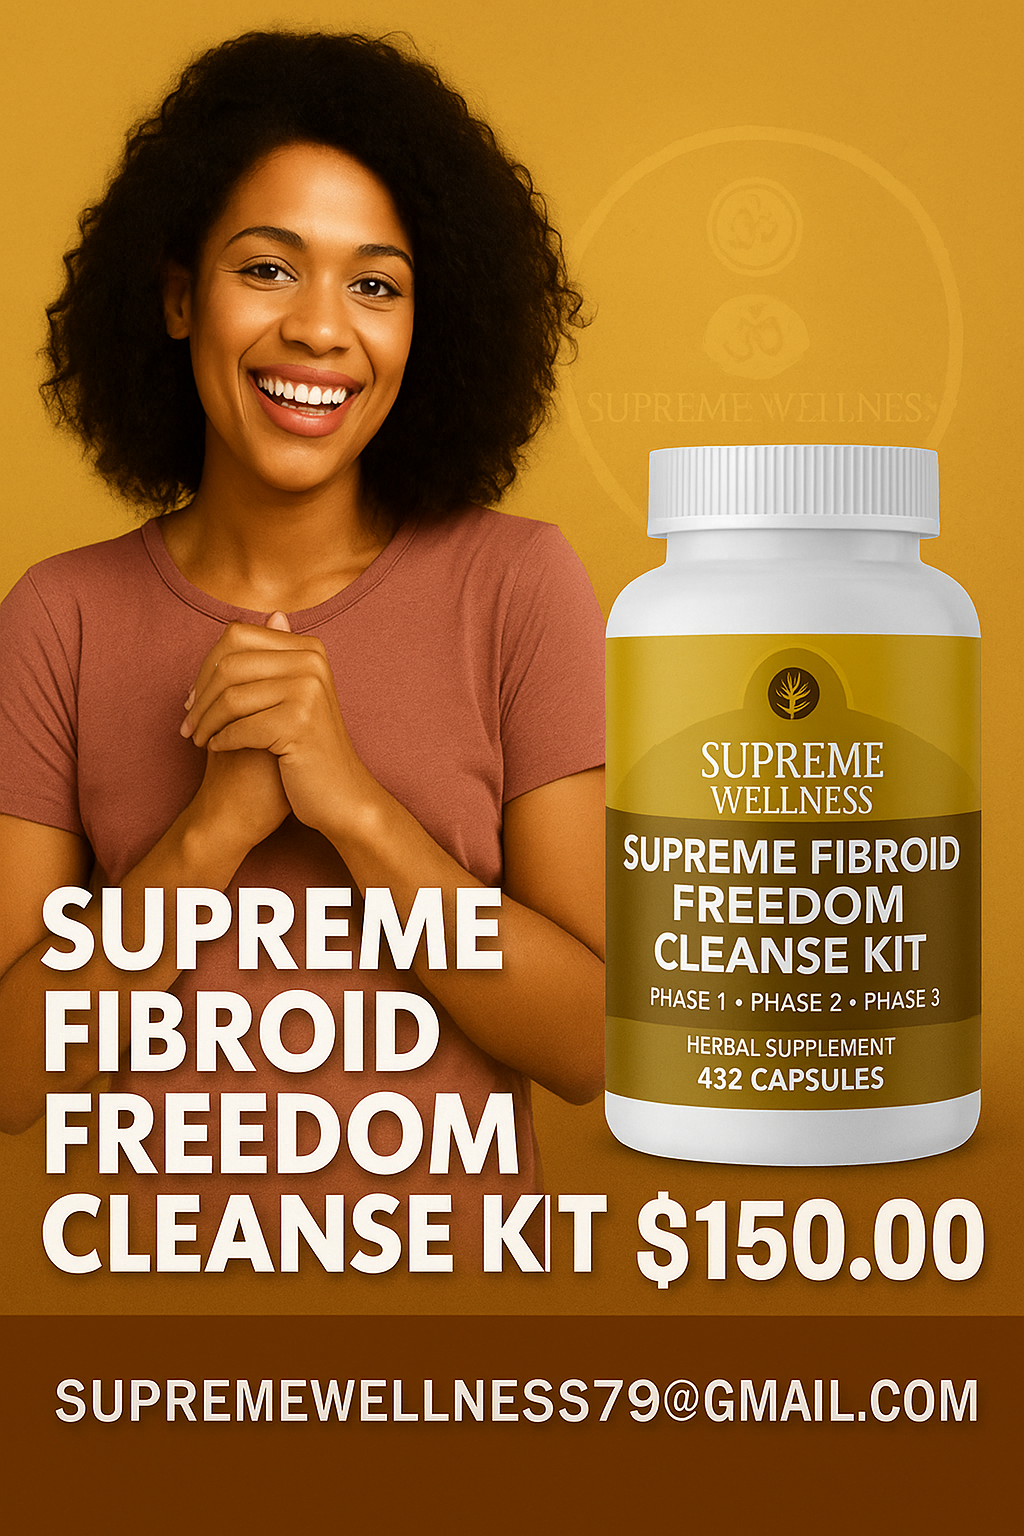 SUPREME WELLNESS
SUPREME
WELLNESS
SUPREME FIBROID
FREEDOM
CLEANSE KIT
PHASE 1 • PHASE 2 • PHASE 3
HERBAL SUPPLEMENT
432 CAPSULES
SUPREME
FIBROID
FREEDOM
CLEANSE KIT $150.00
SUPREMEWELLNESS79@GMAIL.COM